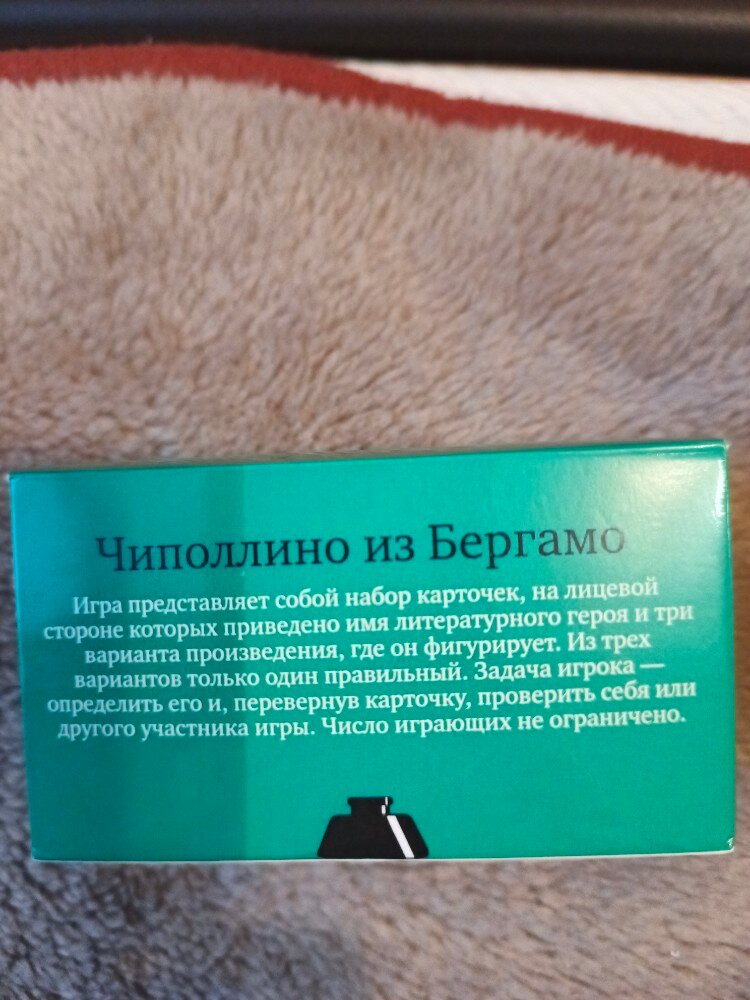 Чиполлино из Бергамо
Игра представляет собой набор карточек, на лицевой
стороне которых приведено имя литературного героя и три
варианта произведения, где он фигурирует. Из трех
вариантов только один правильный. Задача игрока —
определить его и, перевернув карточку, проверить себя или
другого участника игры. Число играющих не ограничено.